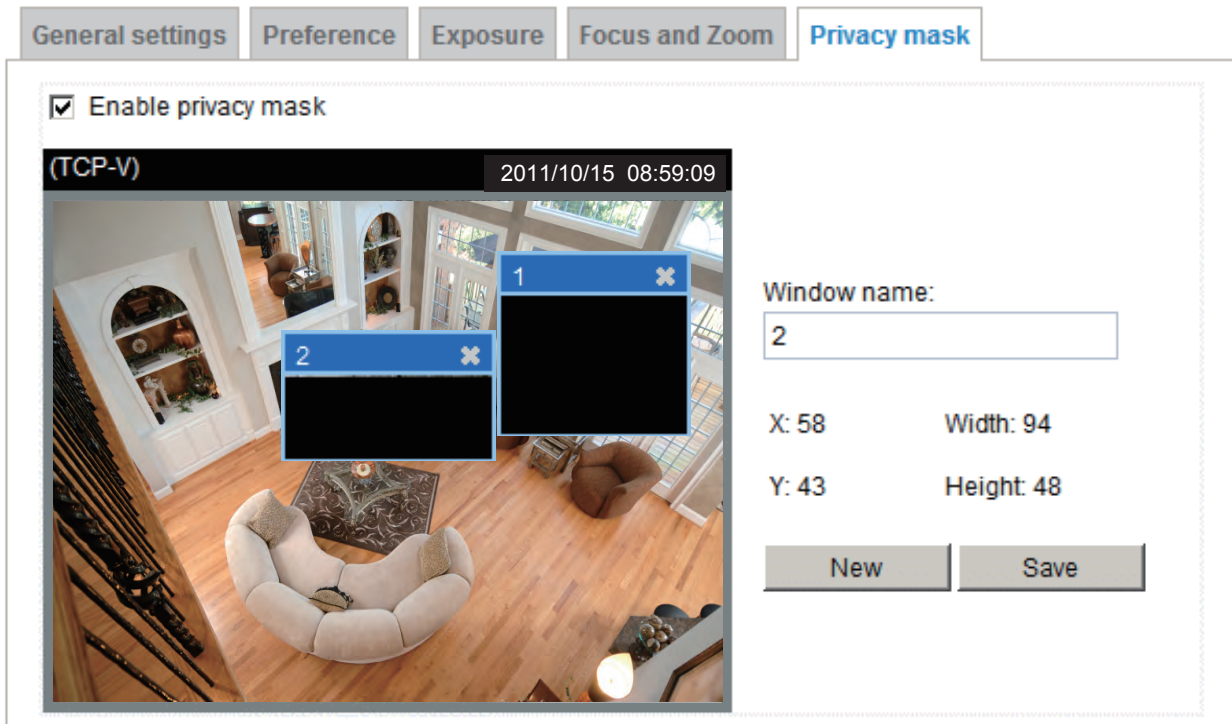 General settings Preference Exposure Focus and Zoom Privacy mask
Enable privacy mask
(TCP-V) 2011/10/15 08:59:09
1
2
Window name:
2
X: 58 Width: 94
Y: 43 Height: 48
New Save